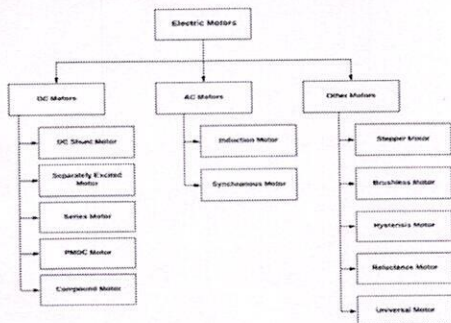 Electric Motors
DC Motors
AC Motors
Other Motors
DC Shunt Motor
Separately Excited
Motor
Series Motor
PMDC Motor
Compound Motor
Induction Motor
Synchronous Motor
Stepper Motor
Brushless Motor
Hysterisis Motor
Reluctance Motor
Universal Motor